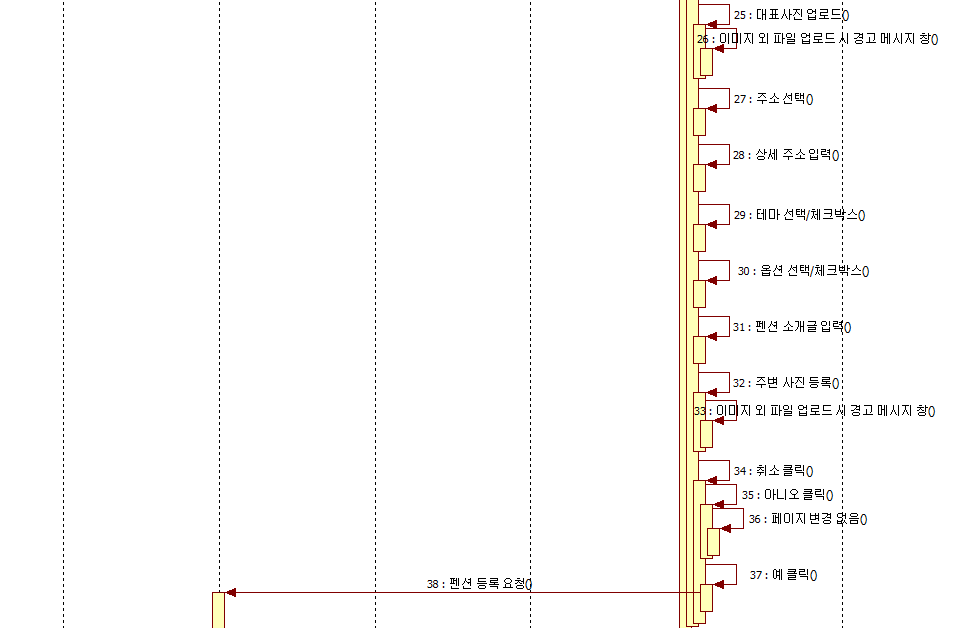 25 : 대표사진 업로드()
26 : 이미지 외 파일 업로드 시 경고 메시지 창()
27 : 주소 선택()
28 : 상세 주소 입력()
29 : 테마 선택/체크박스()
30 : 옵션 선택/체크박스()
31 : 펜션 소개글 입력()
32 : 주변 사진 등록()
33 : 이미지 외 파일 업로드 시 경고 메시지 창()
34 : 취소 클릭()
35 : 아니오 클릭()
36 : 페이지 변경 없음()
37 : 예 클릭()
38 : 펜션 등록 요청()